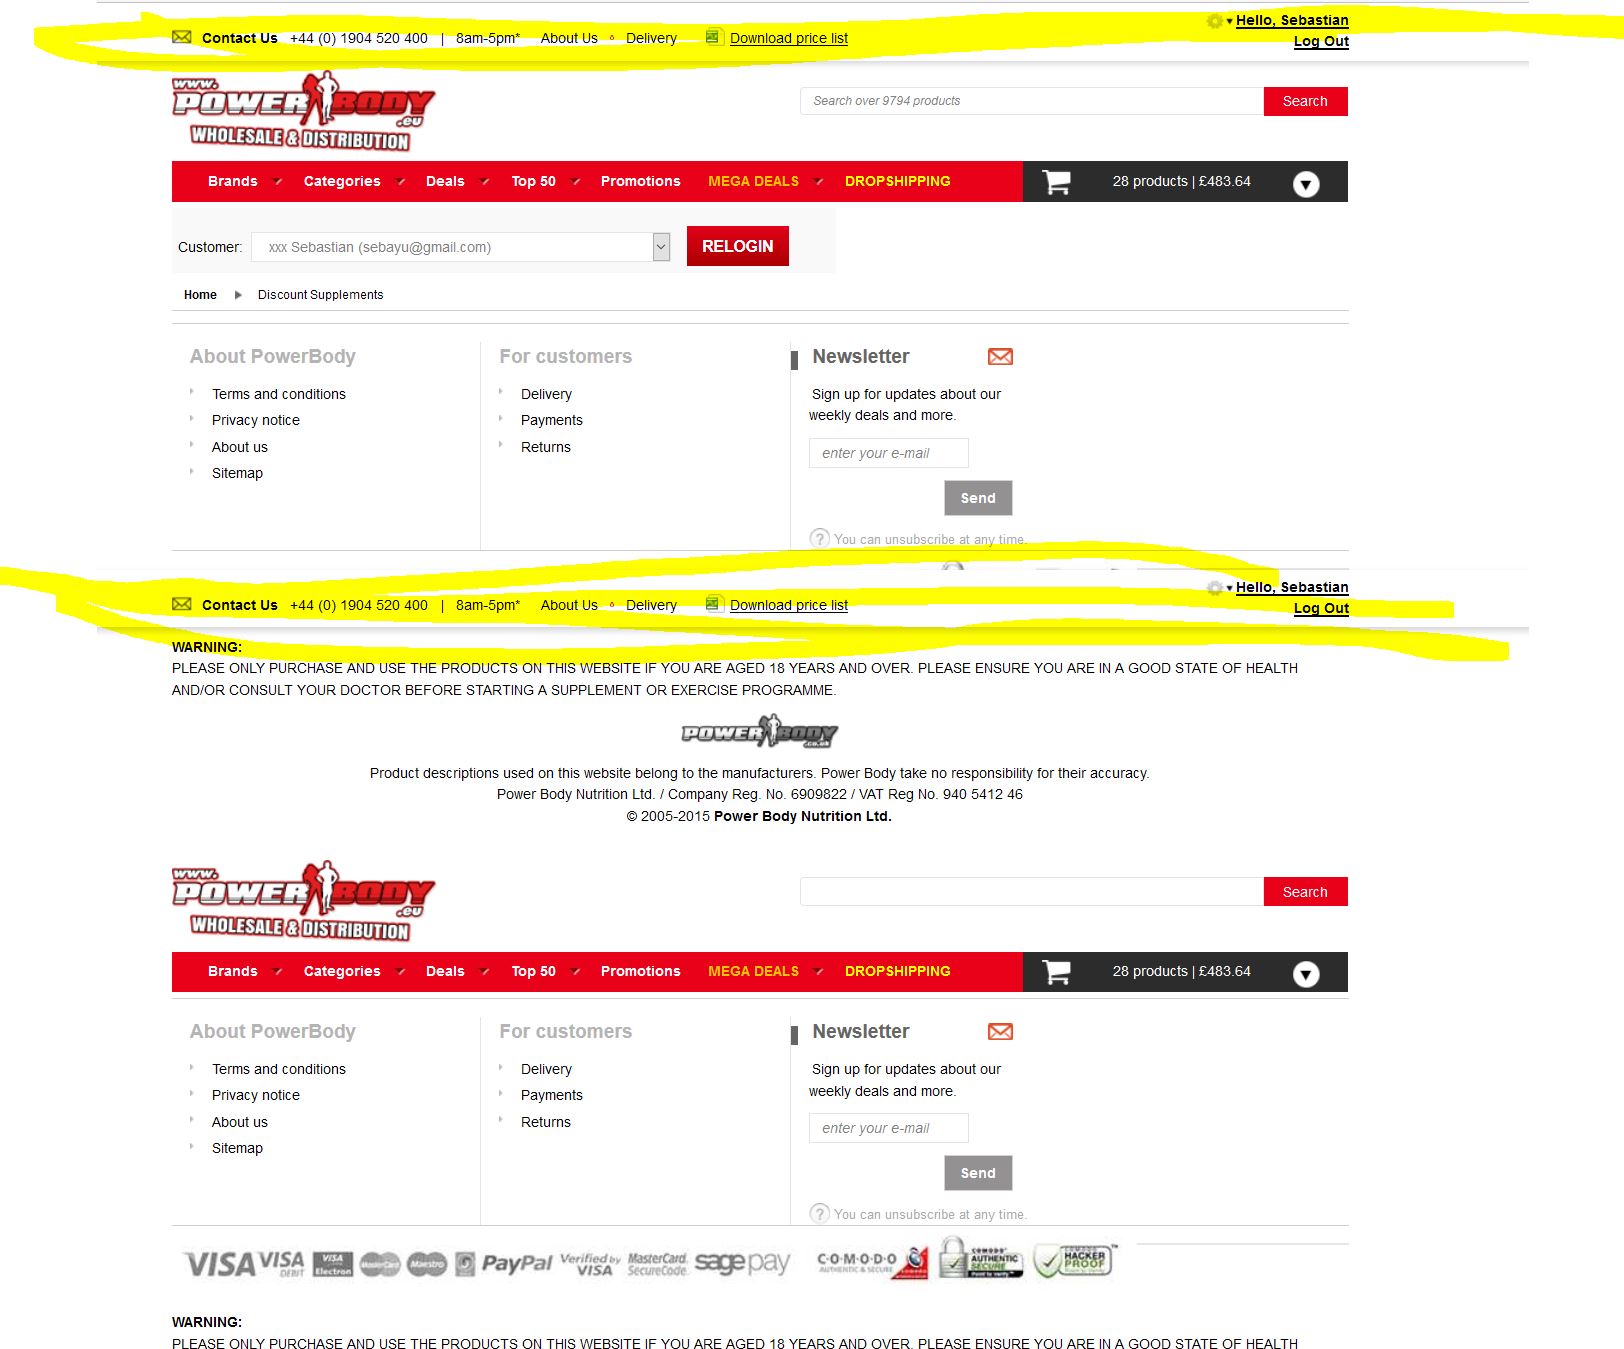 Hello, Sebastian
Contact Us +44 (0) 1904 520 400 | 8am-5pm* About Us Delivery Download price list
Log Out
www.
POWER BODY
.eu
WHOLESALE & DISTRIBUTION
Search over 9794 products Search
Brands Categories Deals Top 50 Promotions MEGA DEALS DROPSHIPPING 28 products | £483.64
Customer: xxx Sebastian (sebayu@gmail.com) RELOGIN
Home Discount Supplements
About PowerBody For customers Newsletter
Terms and conditions Delivery Sign up for updates about our
Privacy notice Payments weekly deals and more.
About us Returns enter your e-mail
Sitemap
Send
? You can unsubscribe at any time.
Hello, Sebastian
Contact Us +44 (0) 1904 520 400 | 8am-5pm* About Us Delivery Download price list
Log Out
WARNING:
PLEASE ONLY PURCHASE AND USE THE PRODUCTS ON THIS WEBSITE IF YOU ARE AGED 18 YEARS AND OVER. PLEASE ENSURE YOU ARE IN A GOOD STATE OF HEALTH
AND/OR CONSULT YOUR DOCTOR BEFORE STARTING A SUPPLEMENT OR EXERCISE PROGRAMME.
POWER BODY
.co.uk
Product descriptions used on this website belong to the manufacturers. Power Body take no responsibility for their accuracy.
Power Body Nutrition Ltd. / Company Reg. No. 6909822 / VAT Reg No. 940 5412 46
© 2005-2015 Power Body Nutrition Ltd.
www.
POWER BODY
.eu
WHOLESALE & DISTRIBUTION
Search
Brands Categories Deals Top 50 Promotions MEGA DEALS DROPSHIPPING 28 products | £483.64
About PowerBody For customers Newsletter
Terms and conditions Delivery Sign up for updates about our
Privacy notice Payments weekly deals and more.
About us Returns enter your e-mail
Sitemap
Send
? You can unsubscribe at any time.
VISA VISA DEBIT VISA Electron MasterCard Maestro PayPal Verified by VISA MasterCard. SecureCode. sage pay COMODO AUTHENTIC & SECURE COMODO AUTHENTIC SECURE HACKER PROOF ™
WARNING:
PLEASE ONLY PURCHASE AND USE THE PRODUCTS ON THIS WEBSITE IF YOU ARE AGED 18 YEARS AND OVER. PLEASE ENSURE YOU ARE IN A GOOD STATE OF HEALTH